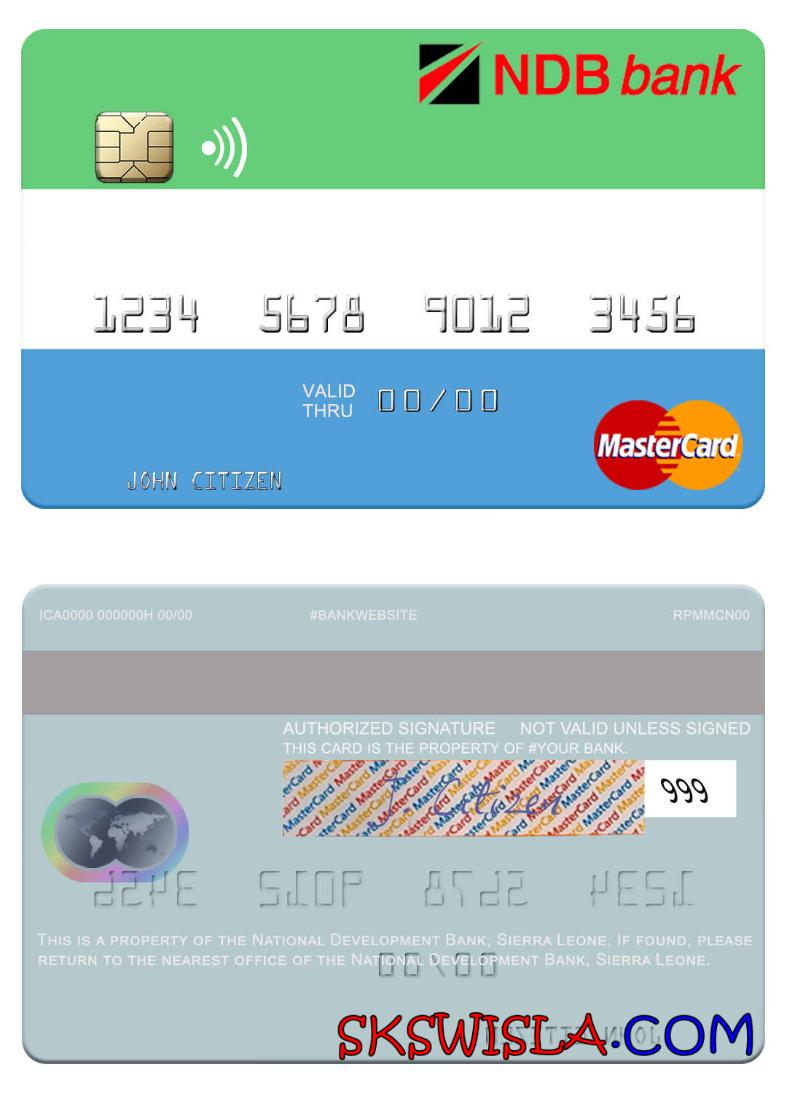 NDB bank
1234 5678 9012 3456
VALID THRU 00/00
MasterCard
JOHN CITIZEN
ICA0000 000000H 00/00 #BANKWEBSITE RPMMCN00
AUTHORIZED SIGNATURE NOT VALID UNLESS SIGNED
THIS CARD IS THE PROPERTY OF #YOUR BANK.
J. Citizen 999
THIS IS A PROPERTY OF THE NATIONAL DEVELOPMENT BANK, SIERRA LEONE. IF FOUND, PLEASE
RETURN TO THE NEAREST OFFICE OF THE NATIONAL DEVELOPMENT BANK, SIERRA LEONE.
SKSWISLA.COM